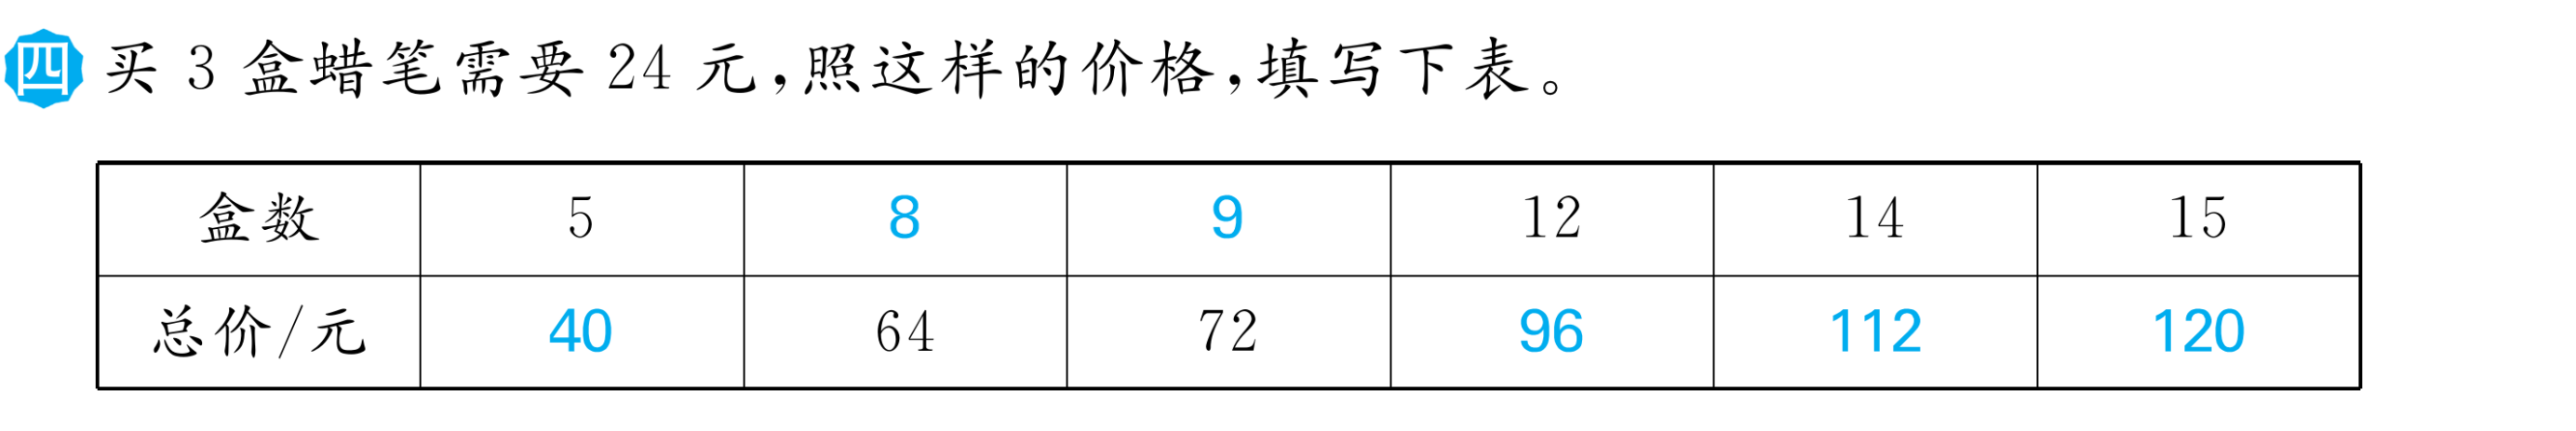 四 买 3 盒蜡笔需要 24 元,照这样的价格,填写下表。
盒数 5 8 9 12 14 15
总价/元 40 64 72 96 112 120